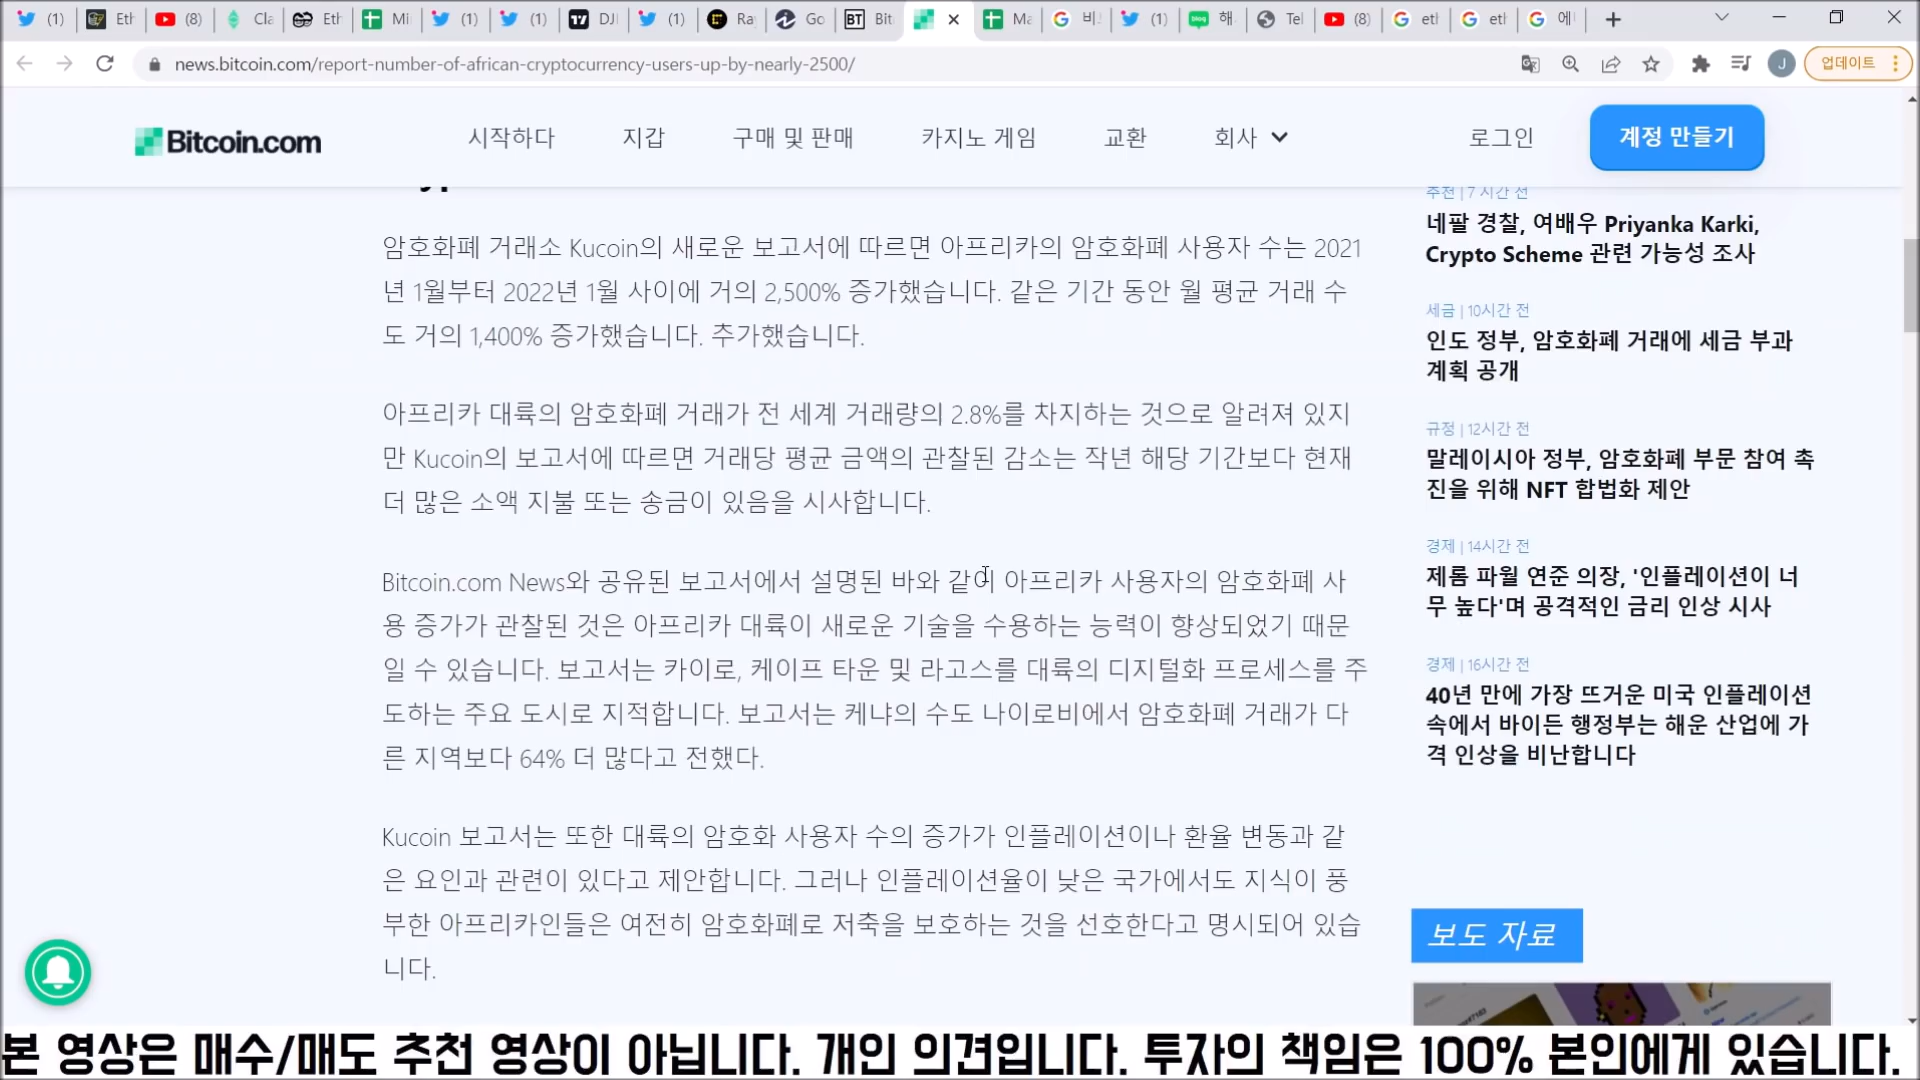 (1)
Eth
(8)
Cla
Eth
Mi
(1)
(1)
DJI
(1)
Ra
Go
BT
Bit
Ma
비
(1)
해
Tel
(8)
eth
eth
에
news.bitcoin.com/report-number-of-african-cryptocurrency-users-up-by-nearly-2500/
J
업데이트
Bitcoin.com
시작하다
지갑
구매 및 판매
카지노 게임
교환
회사
로그인
계정 만들기
암호화폐 거래소 Kucoin의 새로운 보고서에 따르면 아프리카의 암호화폐 사용자 수는 2021
년 1월부터 2022년 1월 사이에 거의 2,500% 증가했습니다. 같은 기간 동안 월 평균 거래 수
도 거의 1,400% 증가했습니다. 추가했습니다.
아프리카 대륙의 암호화폐 거래가 전 세계 거래량의 2.8%를 차지하는 것으로 알려져 있지
만 Kucoin의 보고서에 따르면 거래당 평균 금액의 관찰된 감소는 작년 해당 기간보다 현재
더 많은 소액 지불 또는 송금이 있음을 시사합니다.
Bitcoin.com News와 공유된 보고서에서 설명된 바와 같이 아프리카 사용자의 암호화폐 사
용 증가가 관찰된 것은 아프리카 대륙이 새로운 기술을 수용하는 능력이 향상되었기 때문
일 수 있습니다. 보고서는 카이로, 케이프 타운 및 라고스를 대륙의 디지털화 프로세스를 주
도하는 주요 도시로 지적합니다. 보고서는 케냐의 수도 나이로비에서 암호화폐 거래가 다
른 지역보다 64% 더 많다고 전했다.
Kucoin 보고서는 또한 대륙의 암호화 사용자 수의 증가가 인플레이션이나 환율 변동과 같
은 요인과 관련이 있다고 제안합니다. 그러나 인플레이션율이 낮은 국가에서도 지식이 풍
부한 아프리카인들은 여전히 암호화폐로 저축을 보호하는 것을 선호한다고 명시되어 있습
니다.
추천 | 7 시간 전
네팔 경찰, 여배우 Priyanka Karki,
Crypto Scheme 관련 가능성 조사
세금 | 10시간 전
인도 정부, 암호화폐 거래에 세금 부과
계획 공개
규정 | 12시간 전
말레이시아 정부, 암호화폐 부문 참여 촉
진을 위해 NFT 합법화 제안
경제 | 14시간 전
제롬 파월 연준 의장, '인플레이션이 너
무 높다'며 공격적인 금리 인상 시사
경제 | 16시간 전
40년 만에 가장 뜨거운 미국 인플레이션
속에서 바이든 행정부는 해운 산업에 가
격 인상을 비난합니다
보도 자료
본 영상은 매수/매도 추천 영상이 아닙니다. 개인 의견입니다. 투자의 책임은 100% 본인에게 있습니다.